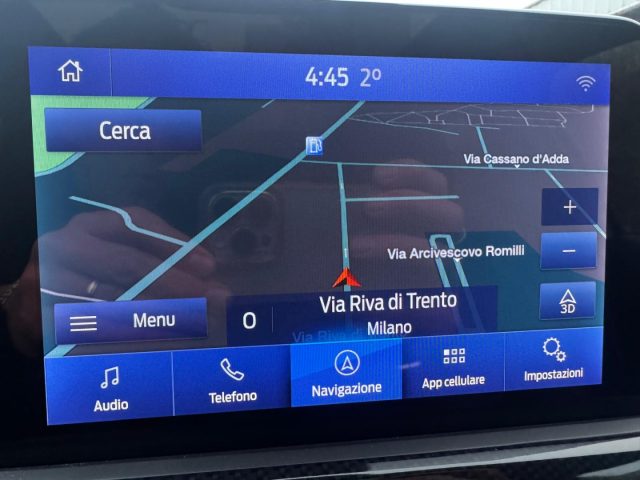 4:45 2º
Cerca
Via Cassano d'Adda
+
Via Arcivescovo Romilli
−
3D
Menu
0
Via Riva di Trento
Milano
Audio
Telefono
Navigazione
App cellulare
Impostazioni